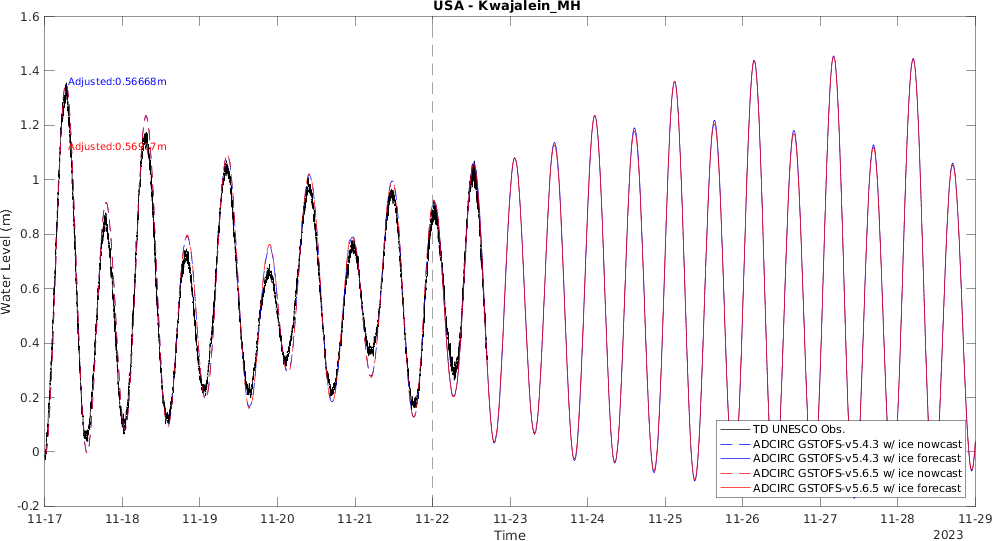 USA - Kwajalein_MH
1.6
1.4
1.2
1
0.8
0.6
0.4
0.2
0
-0.2
Water Level (m)
Adjusted:0.56668m
TD UNESCO Obs.
ADCIRC GSTOFS-v5.4.3 w/ ice nowcast
ADCIRC GSTOFS-v5.4.3 w/ ice forecast
ADCIRC GSTOFS-v5.6.5 w/ ice nowcast
ADCIRC GSTOFS-v5.6.5 w/ ice forecast
11-17 11-18 11-19 11-20 11-21 11-22 11-23 11-24 11-25 11-26 11-27 11-28 11-29
Time
2023